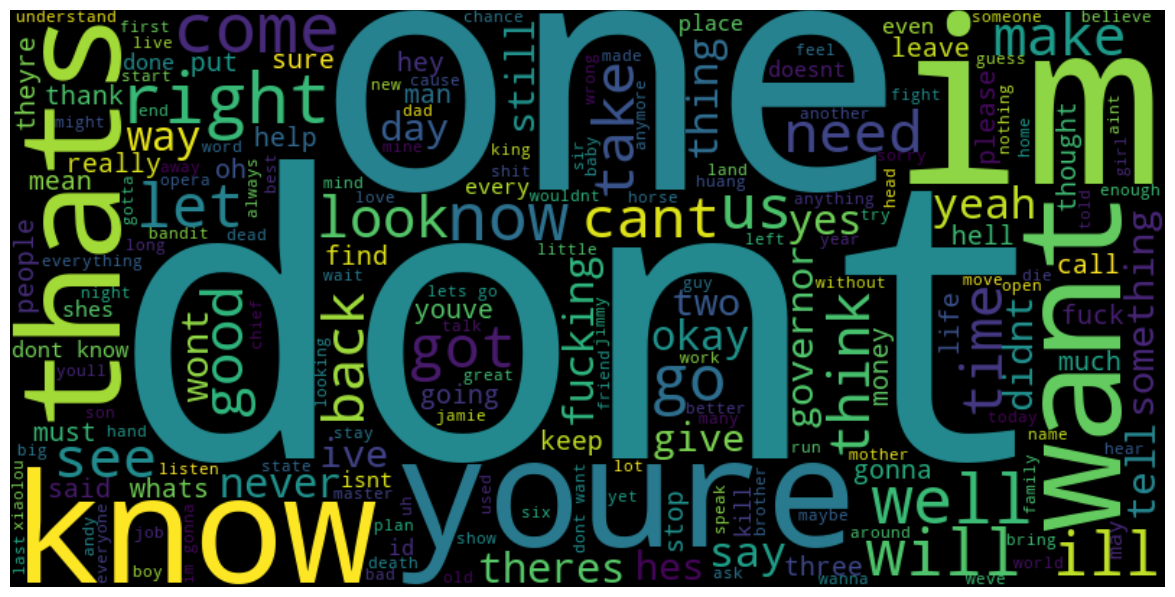 understand
first
live
theyre
done
put
start
thank
end
might
right
come
hey
new
cause
man
dad
day
mine
one
still
take
made
wrong
anymore
thing
place
chance
feel
doesnt
another
need
sorry
even
leave
fight
someone
guess
please
nothing
make
believe
home
aint
girl
im
thats
way
word
sure
help
really
away
oh
mean
gotta
opera
let
always
best
bandit
dead
king
shit
every
sir
baby
wouldnt
mind
love
look
now
horse
land
huang
cant
us
yes
anything
head
try
yeah
thought
told
enough
hell
people
long
everything
shes
night
dont know
youll
find
wait
back
little
left
year
dont
wont
good
chief
looking
lets go
youve
talk
got
great
going
jamie
fucking
friend
jimmy
guy
two
okay
work
go
better
many
give
governor
run
think
money
without
move
open
die
life
time
didnt
today
call
fuck
much
want
something
tell
hear
name
mother
son
must
hand
big
see
listen
said
whats
state
stay
never
master
ive
isnt
keep
lot
uh
used
yet
youre
six
speak
dont want
stop
kill
brother
maybe
gonna
well
family
bring
around
will
may
world
weve
ill
last
xiaolou
know
andy
everyone
job
boy
im gonna
plan
id
death
bad
old
show
theres
hes
ask
say
three
wanna